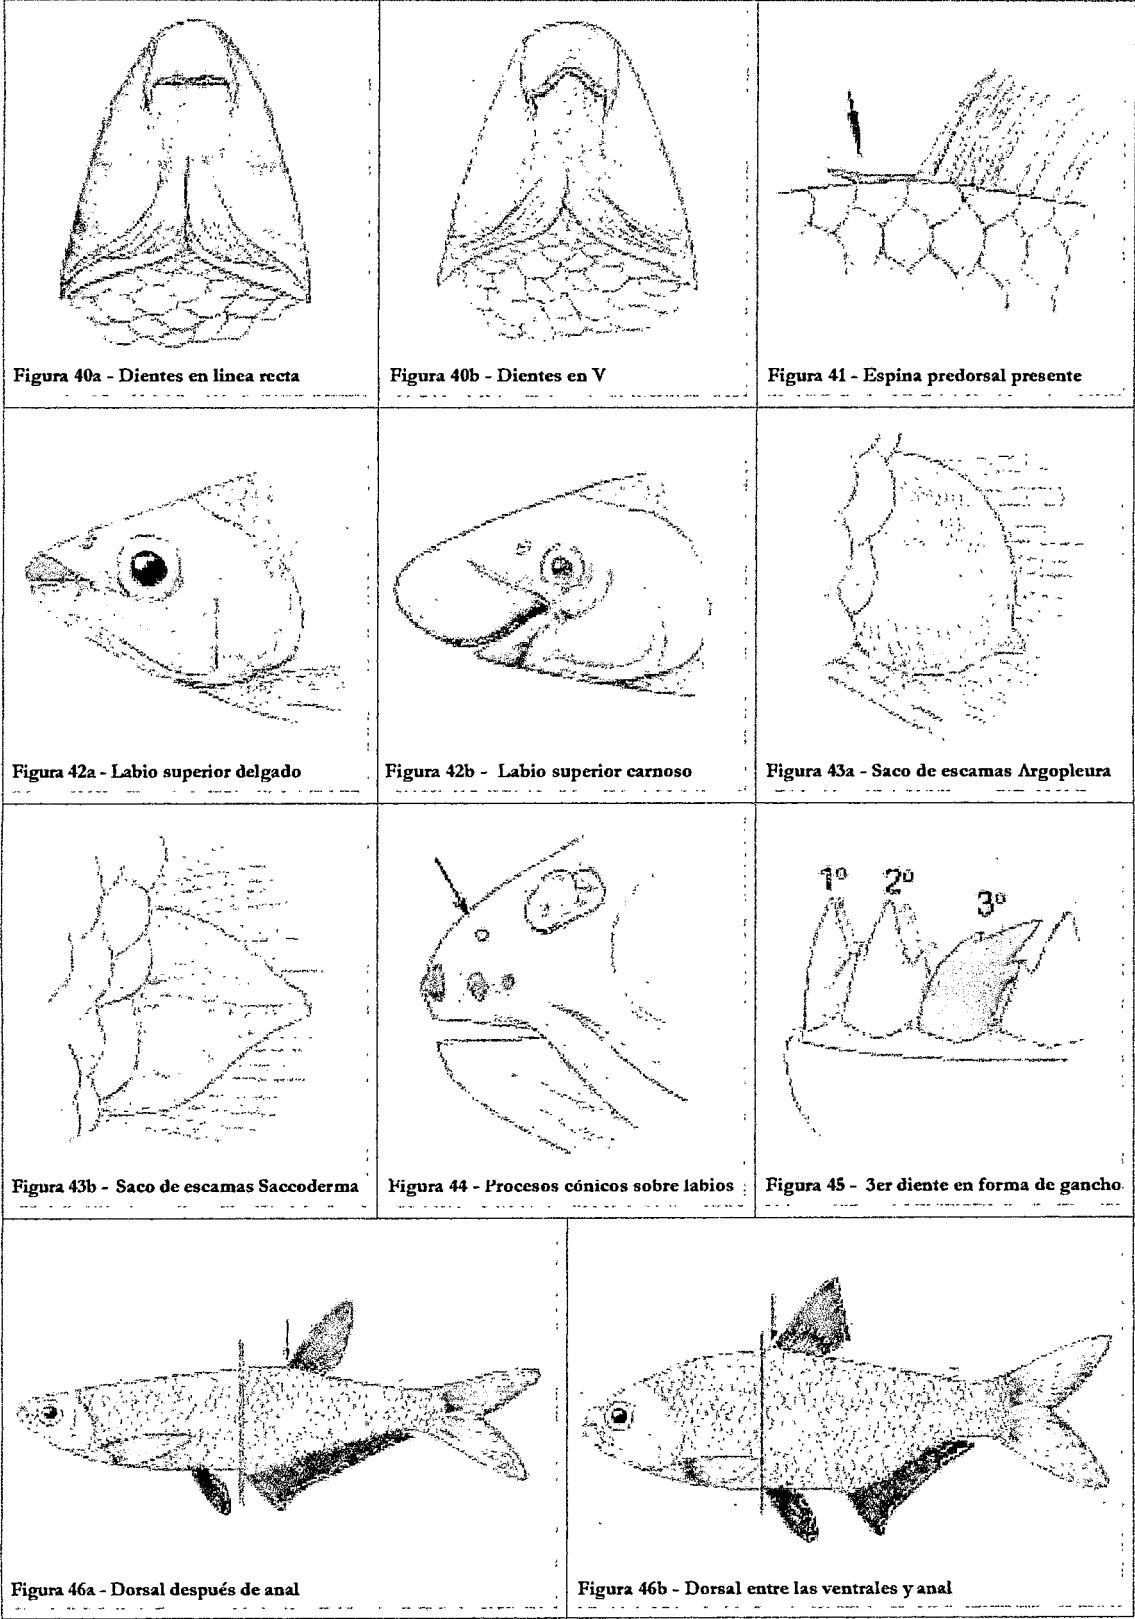 Figura 40a - Dientes en linea recta
Figura 40b - Dientes en V
Figura 41 - Espina predorsal presente
Figura 42a - Labio superior delgado
Figura 42b - Labio superior carnoso
Figura 43a - Saco de escamas Argopleura
1º 2º 3º
Figura 43b - Saco de escamas Saccoderma
Figura 44 - Procesos cónicos sobre labios
Figura 45 - 3er diente en forma de gancho
Figura 46a - Dorsal después de anal
Figura 46b - Dorsal entre las ventrales y anal